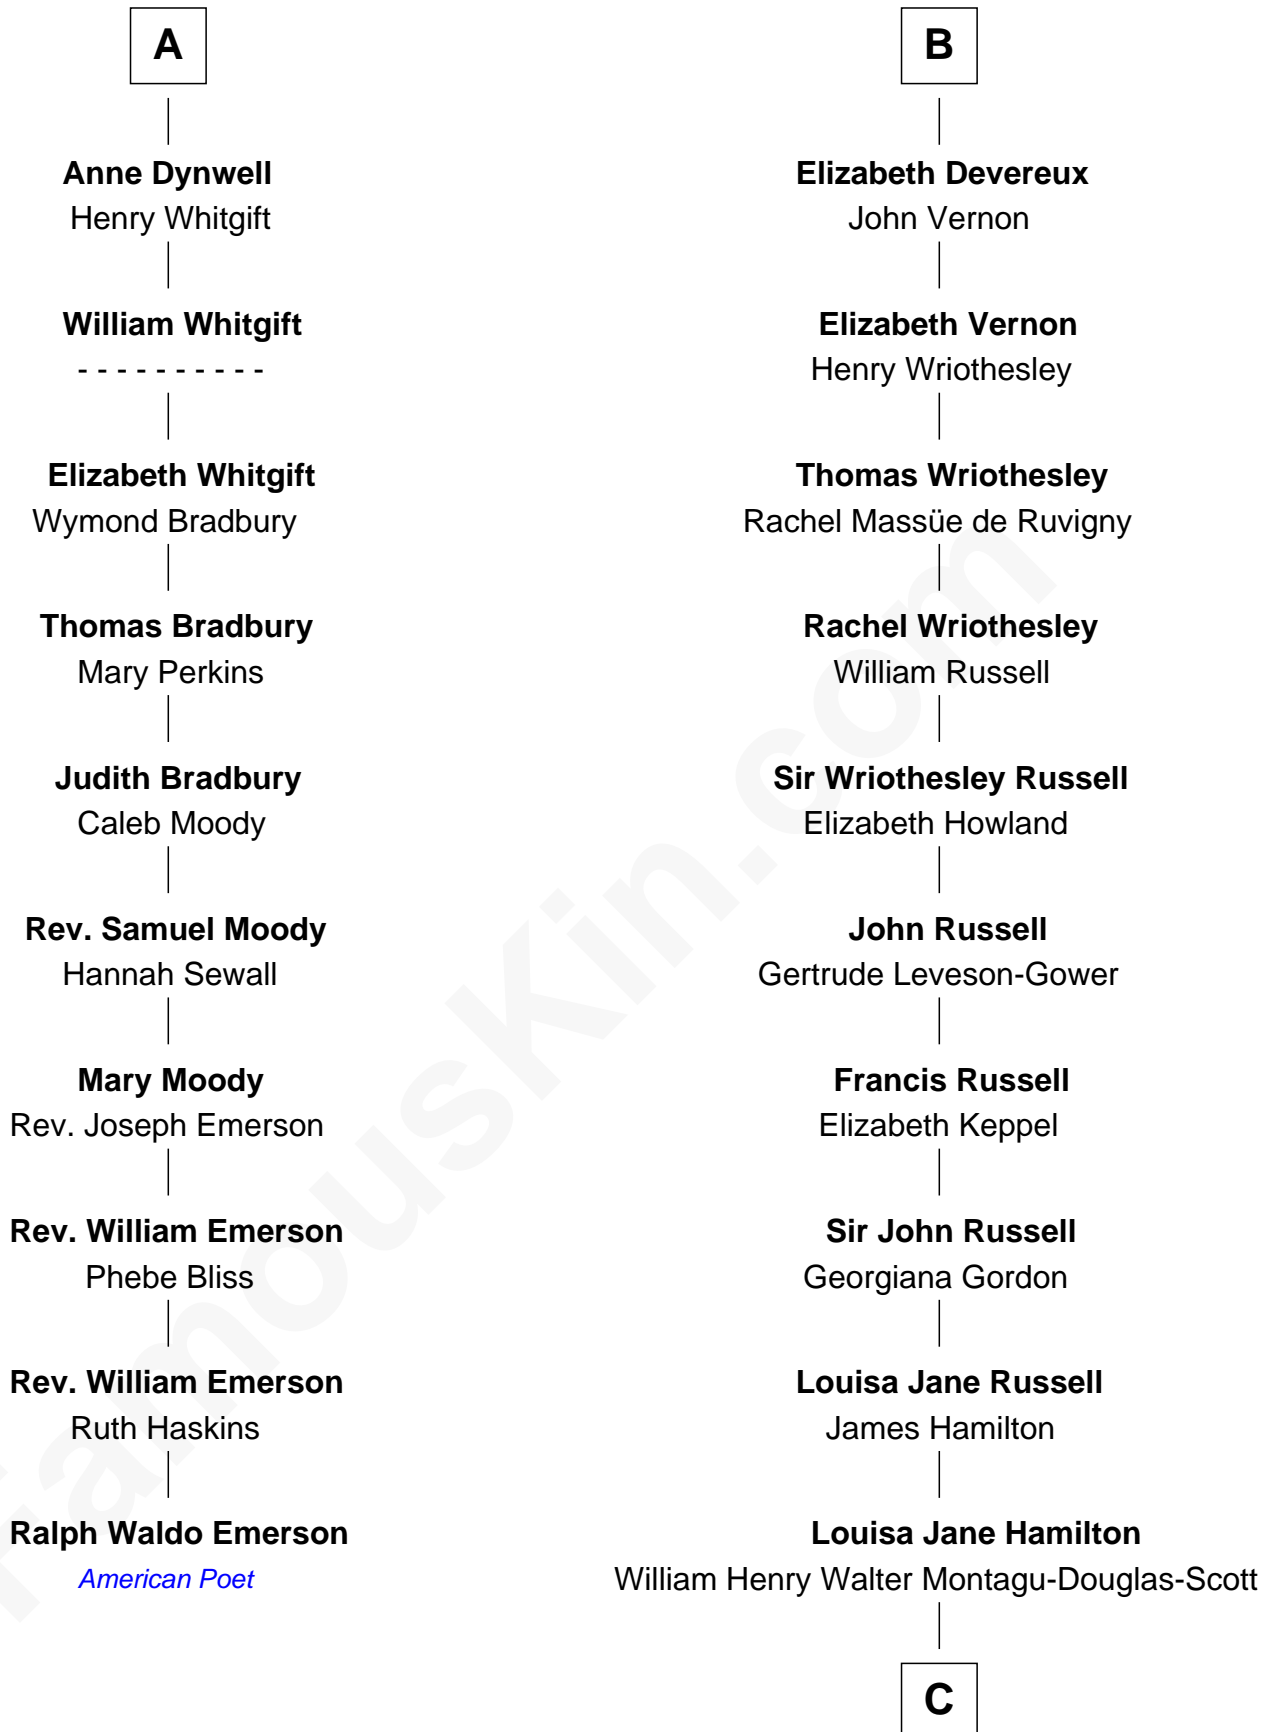 A
Anne Dynwell
Henry Whitgift
William Whitgift
- - - - - - - - - -
Elizabeth Whitgift
Wymond Bradbury
Thomas Bradbury
Mary Perkins
Judith Bradbury
Caleb Moody
Rev. Samuel Moody
Hannah Sewall
Mary Moody
Rev. Joseph Emerson
Rev. William Emerson
Phebe Bliss
Rev. William Emerson
Ruth Haskins
Ralph Waldo Emerson
American Poet
B
Elizabeth Devereux
John Vernon
Elizabeth Vernon
Henry Wriothesley
Thomas Wriothesley
Rachel Massüe de Ruvigny
Rachel Wriothesley
William Russell
Sir Wriothesley Russell
Elizabeth Howland
John Russell
Gertrude Leveson-Gower
Francis Russell
Elizabeth Keppel
Sir John Russell
Georgiana Gordon
Louisa Jane Russell
James Hamilton
Louisa Jane Hamilton
William Henry Walter Montagu-Douglas-Scott
C
FamousKin.com